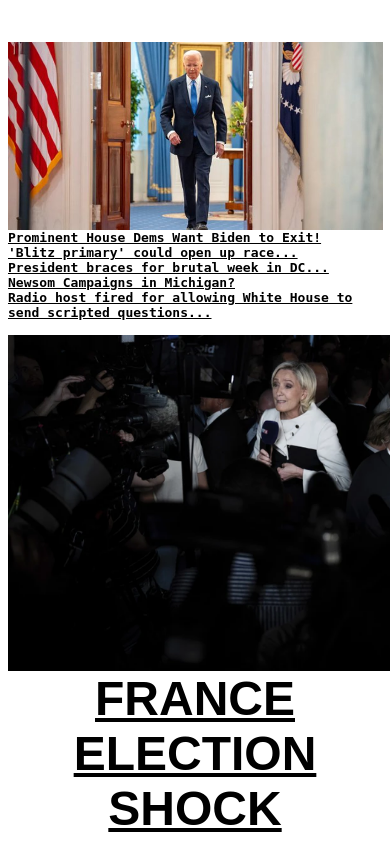 Prominent House Dems Want Biden to Exit!
'Blitz primary' could open up race...
President braces for brutal week in DC...
Newsom Campaigns in Michigan?
Radio host fired for allowing White House to
send scripted questions...
FRANCE
ELECTION
SHOCK